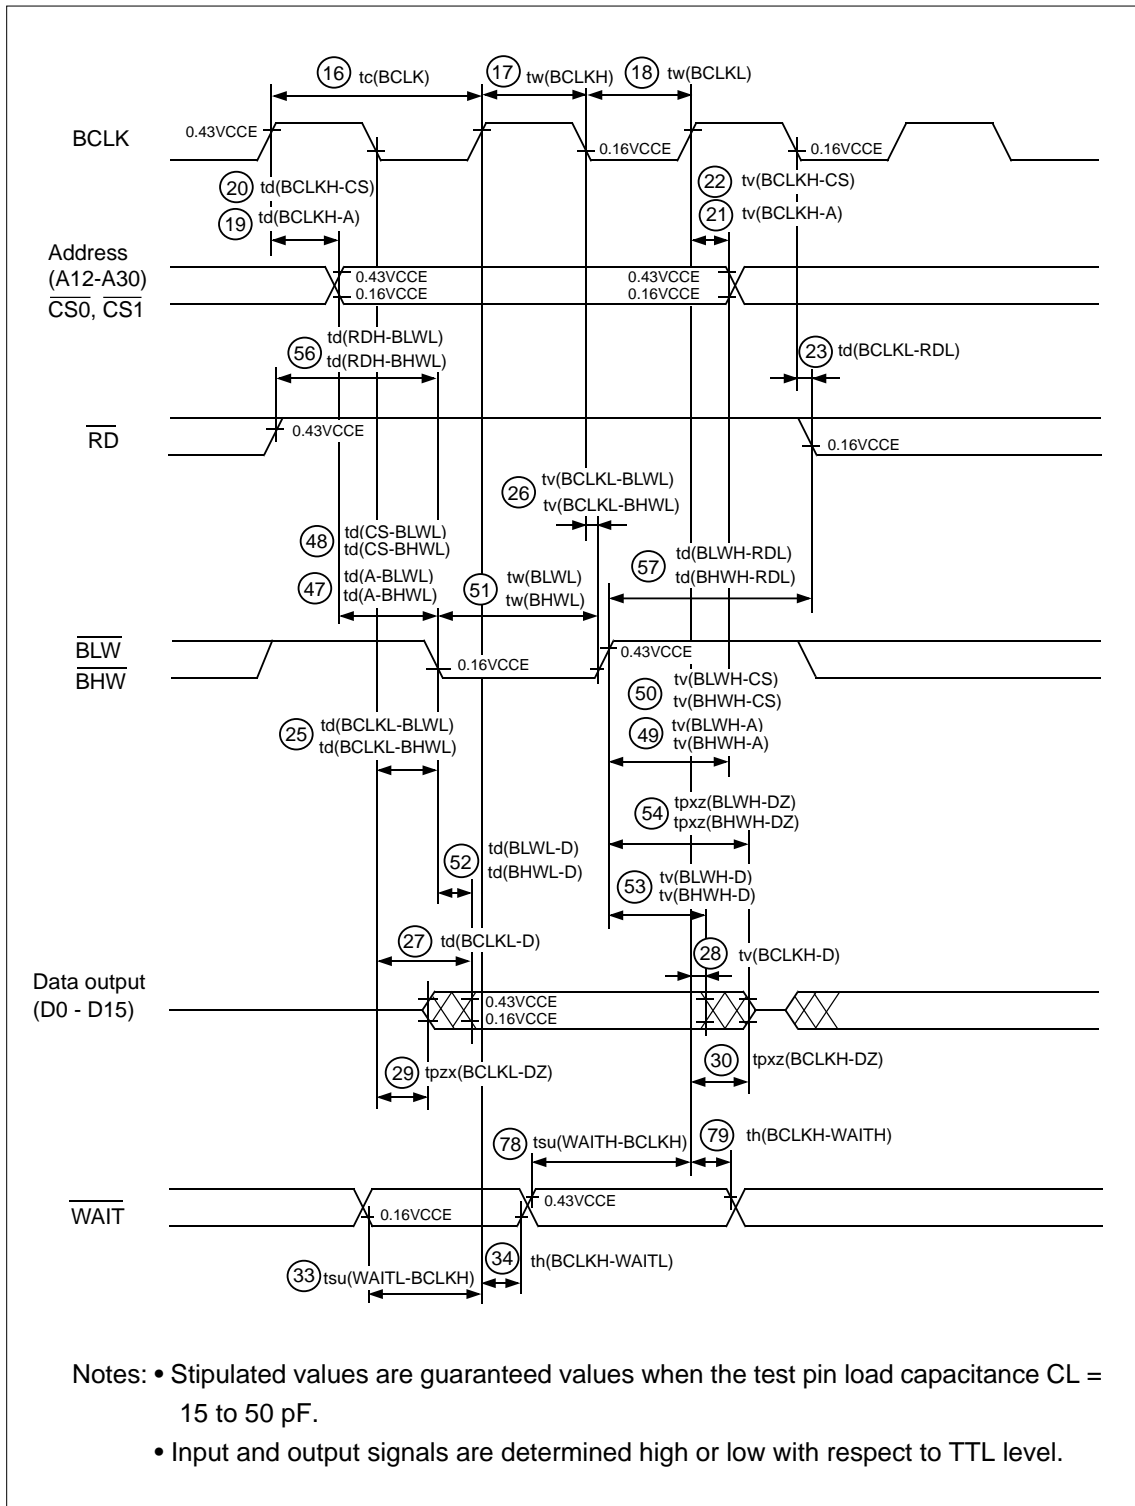 16 tc(BCLK)
17 tw(BCLKH)
18 tw(BCLKL)
BCLK
0.43VCCE
0.16VCCE
0.16VCCE
20 td(BCLKH-CS)
22 tv(BCLKH-CS)
19 td(BCLKH-A)
21 tv(BCLKH-A)
Address
(A12-A30)
CS0, CS1
0.43VCCE
0.16VCCE
0.43VCCE
0.16VCCE
56 td(RDH-BLWL)
td(RDH-BHWL)
23 td(BCLKL-RDL)
RD
0.43VCCE
0.16VCCE
26 tv(BCLKL-BLWL)
tv(BCLKL-BHWL)
48 td(CS-BLWL)
td(CS-BHWL)
57 td(BLWH-RDL)
td(BHWH-RDL)
47 td(A-BLWL)
td(A-BHWL)
51 tw(BLWL)
tw(BHWL)
BLW
BHW
0.16VCCE
0.43VCCE
50 tv(BLWH-CS)
tv(BHWH-CS)
25 td(BCLKL-BLWL)
td(BCLKL-BHWL)
49 tv(BLWH-A)
tv(BHWH-A)
54 tpxz(BLWH-DZ)
tpxz(BHWH-DZ)
52 td(BLWL-D)
td(BHWL-D)
53 tv(BLWH-D)
tv(BHWH-D)
27 td(BCLKL-D)
28 tv(BCLKH-D)
Data output
(D0 - D15)
0.43VCCE
0.16VCCE
29 tpzx(BCLKL-DZ)
30 tpxz(BCLKH-DZ)
78 tsu(WAITH-BCLKH)
79 th(BCLKH-WAITH)
WAIT
0.16VCCE
0.43VCCE
33 tsu(WAITL-BCLKH)
34 th(BCLKH-WAITL)
Notes: • Stipulated values are guaranteed values when the test pin load capacitance CL =
15 to 50 pF.
• Input and output signals are determined high or low with respect to TTL level.